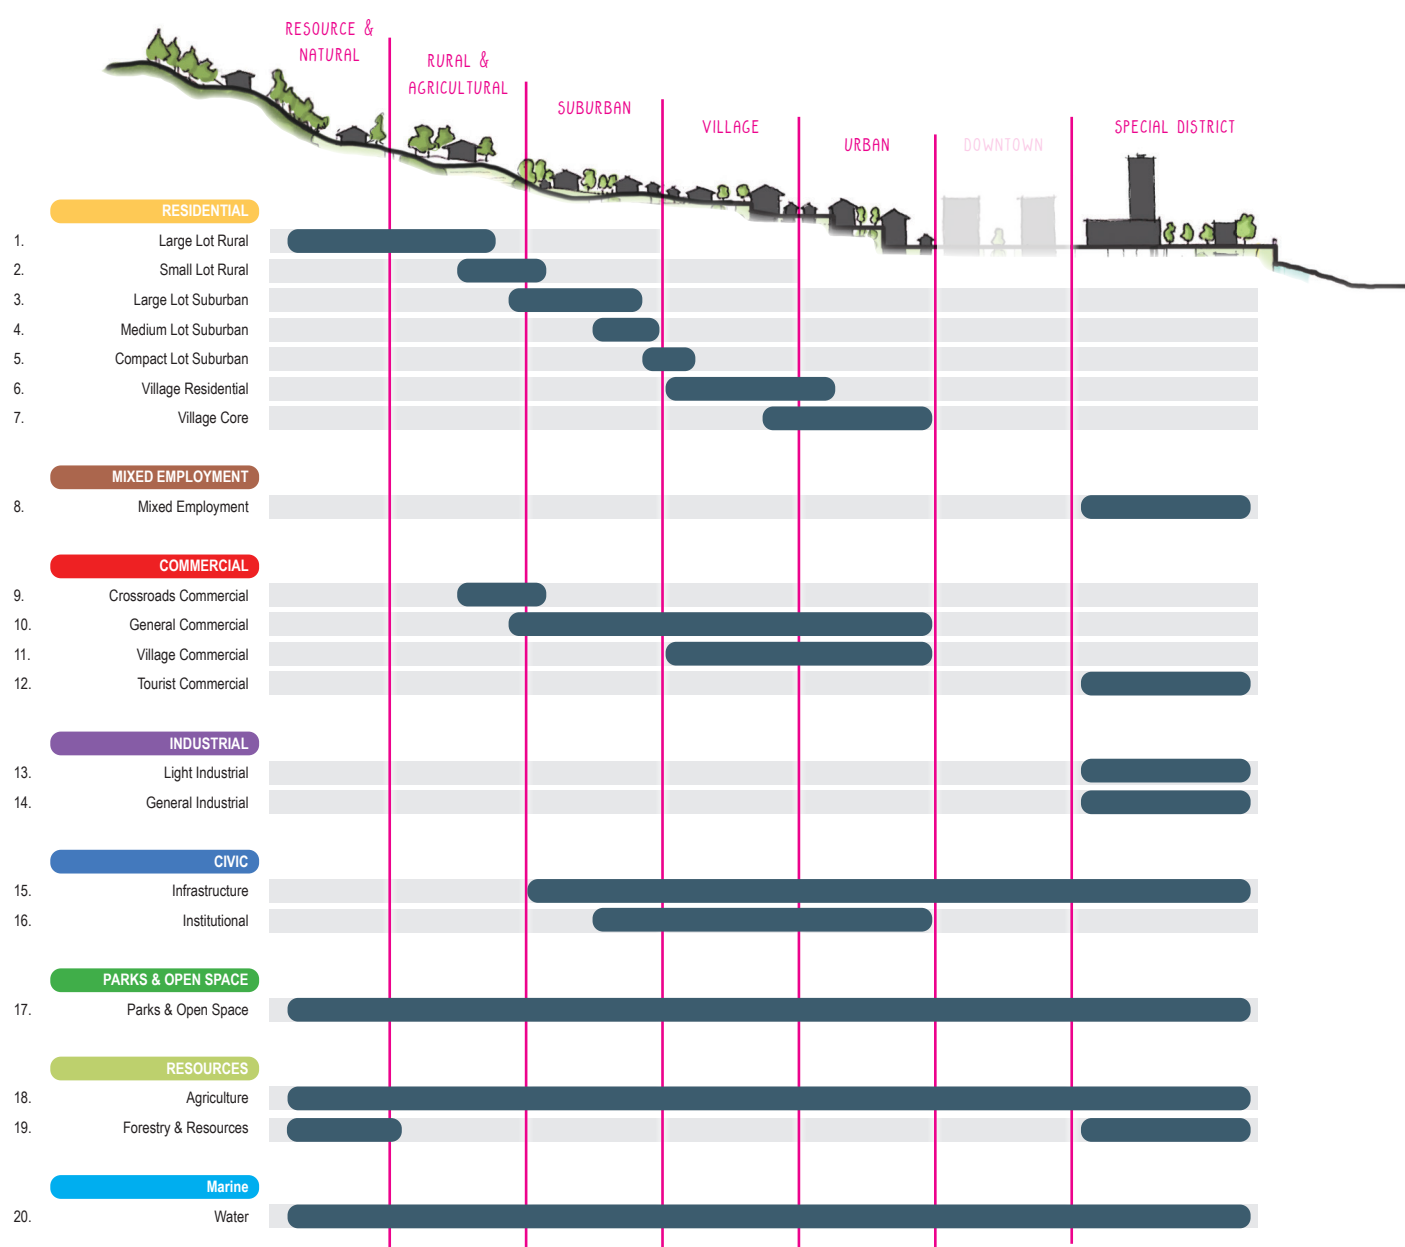 RESOURCE &
NATURAL
RURAL &
AGRICULTURAL
SUBURBAN
VILLAGE
URBAN
DOWNTOWN
SPECIAL DISTRICT
RESIDENTIAL
1. Large Lot Rural
2. Small Lot Rural
3. Large Lot Suburban
4. Medium Lot Suburban
5. Compact Lot Suburban
6. Village Residential
7. Village Core
MIXED EMPLOYMENT
8. Mixed Employment
COMMERCIAL
9. Crossroads Commercial
10. General Commercial
11. Village Commercial
12. Tourist Commercial
INDUSTRIAL
13. Light Industrial
14. General Industrial
CIVIC
15. Infrastructure
16. Institutional
PARKS & OPEN SPACE
17. Parks & Open Space
RESOURCES
18. Agriculture
19. Forestry & Resources
Marine
20. Water